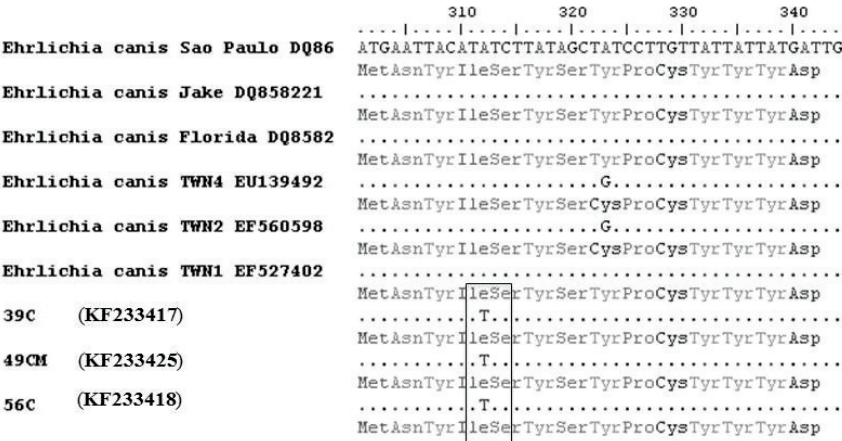 310 320 330 340
Ehrlichia canis Sao Paulo DQ86 ATGAATTACATATCTTATAGCTATCCTTGTTATTATTATGATTG
MetAsnTyrIleSerTyrSerTyrProCysTyrTyrTyrAsp
Ehrlichia canis Jake DQ858221 ............................................
MetAsnTyrIleSerTyrSerTyrProCysTyrTyrTyrAsp
Ehrlichia canis Florida DQ8582 ............................................
MetAsnTyrIleSerTyrSerTyrProCysTyrTyrTyrAsp
Ehrlichia canis TWN4 EU139492 ......................G.....................
MetAsnTyrIleSerTyrSerCysProCysTyrTyrTyrAsp
Ehrlichia canis TWN2 EF560598 ......................G.....................
MetAsnTyrIleSerTyrSerCysProCysTyrTyrTyrAsp
Ehrlichia canis TWN1 EF527402 ............................................
MetAsnTyrIleSerTyrSerTyrProCysTyrTyrTyrAsp
39C (KF233417) ...........T................................
MetAsnTyrIleSerTyrSerTyrProCysTyrTyrTyrAsp
49CM (KF233425) ...........T................................
MetAsnTyrIleSerTyrSerTyrProCysTyrTyrTyrAsp
56C (KF233418) ...........T................................
MetAsnTyrIleSerTyrSerTyrProCysTyrTyrTyrAsp